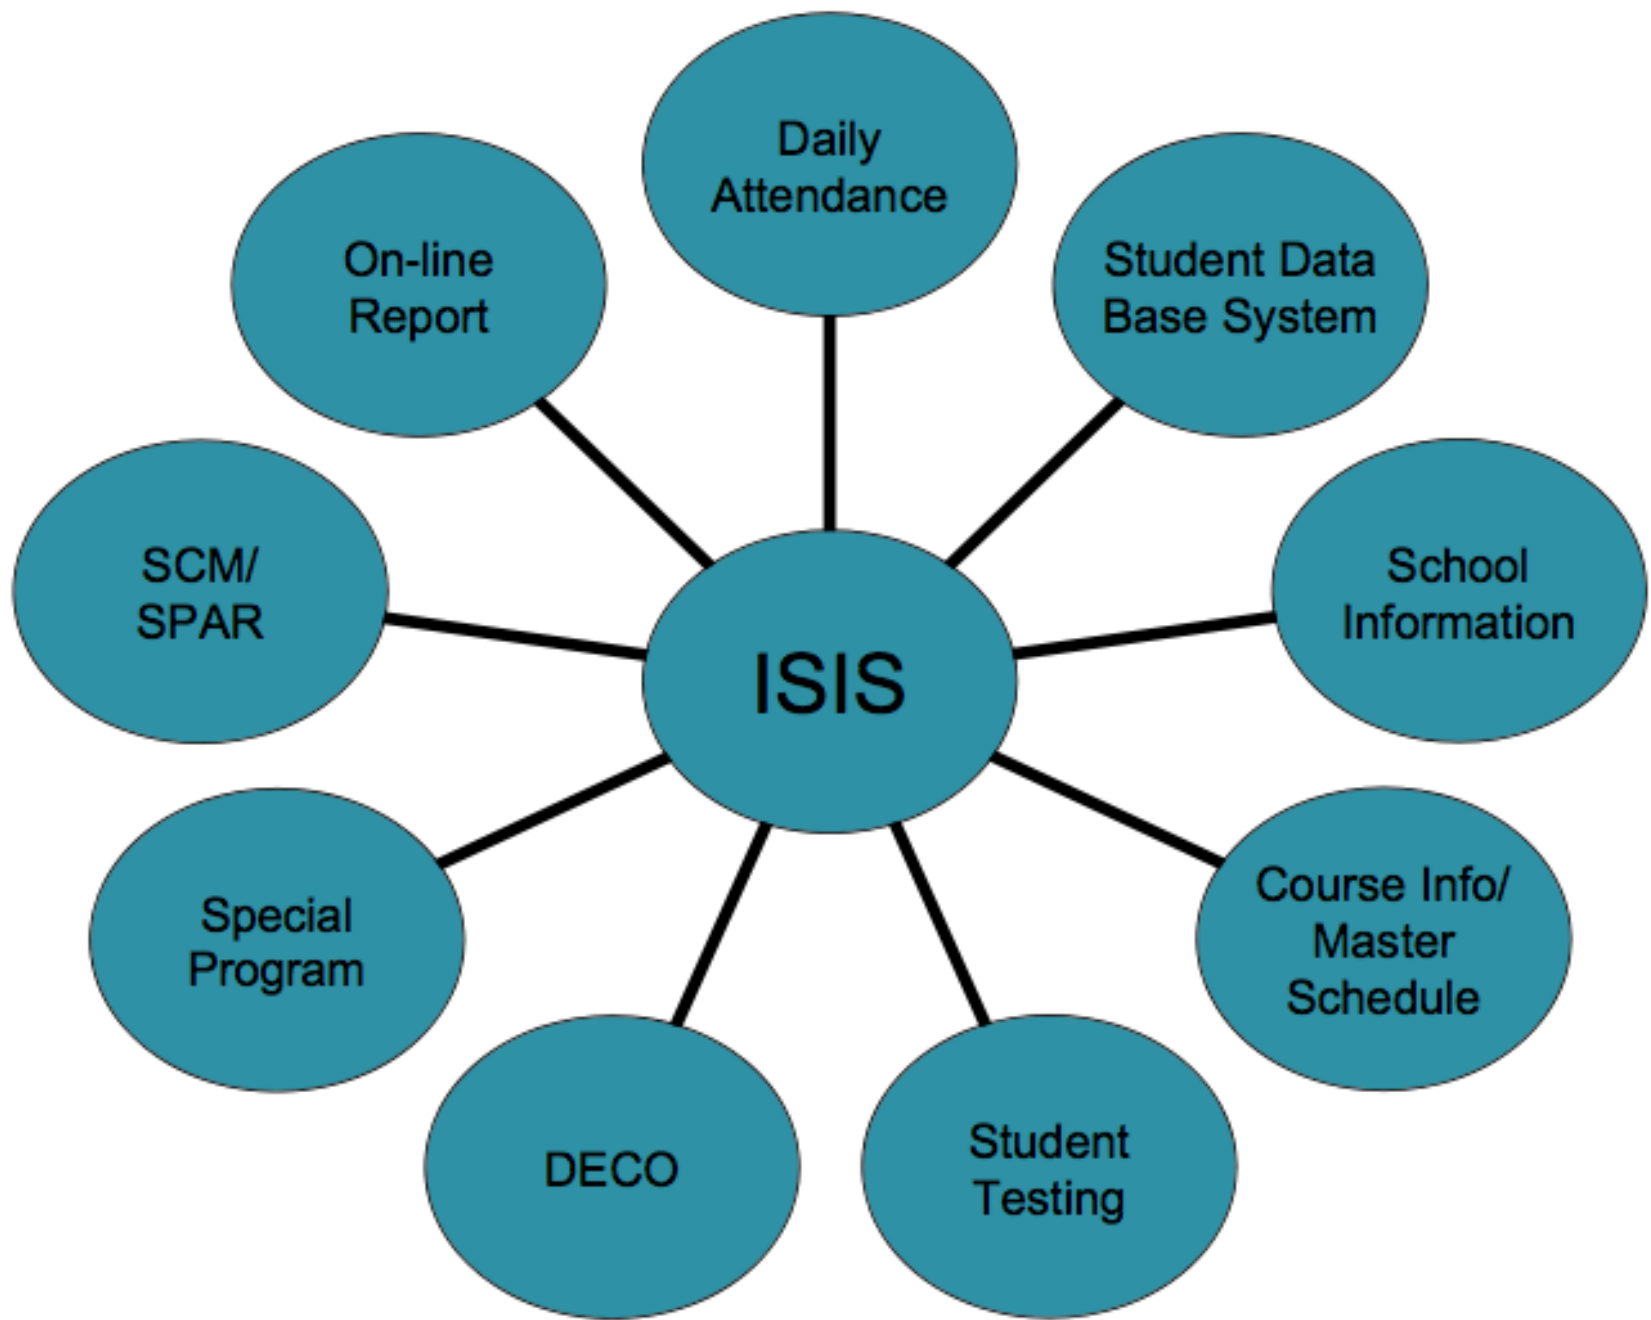 Daily
Attendance
Student Data
Base System
School
Information
Course Info/
Master
Schedule
Student
Testing
DECO
Special
Program
SCM/
SPAR
On-line
Report
ISIS